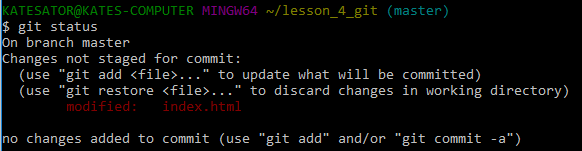 KATESATOR@KATES-COMPUTER MINGW64 ~/lesson_4_git (master)
$ git status
On branch master
Changes not staged for commit:
  (use "git add <file>..." to update what will be committed)
  (use "git restore <file>..." to discard changes in working directory)
        modified:   index.html

no changes added to commit (use "git add" and/or "git commit -a")